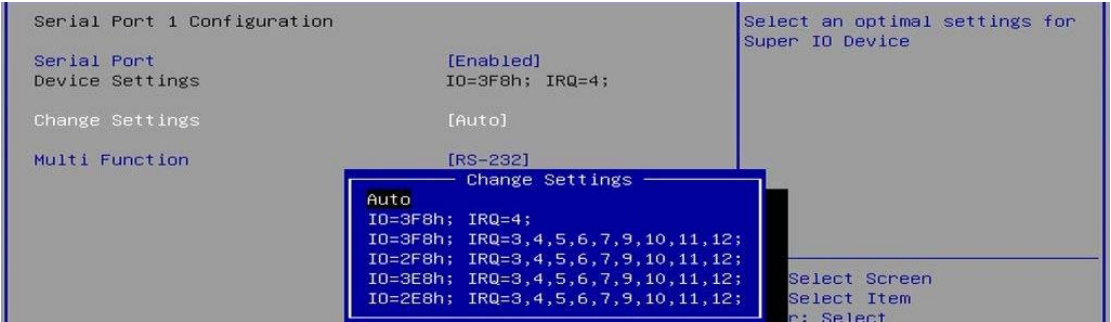 Serial Port 1 Configuration
Select an optimal settings for
Super IO Device
Serial Port [Enabled]
Device Settings IO=3F8h; IRQ=4;
Change Settings [Auto]
Multi Function [RS-232]
Change Settings
Auto
IO=3F8h; IRQ=4;
IO=3F8h; IRQ=3,4,5,6,7,9,10,11,12;
IO=2F8h; IRQ=3,4,5,6,7,9,10,11,12;
IO=3E8h; IRQ=3,4,5,6,7,9,10,11,12;
IO=2E8h; IRQ=3,4,5,6,7,9,10,11,12;
Select Screen
Select Item
r: Select